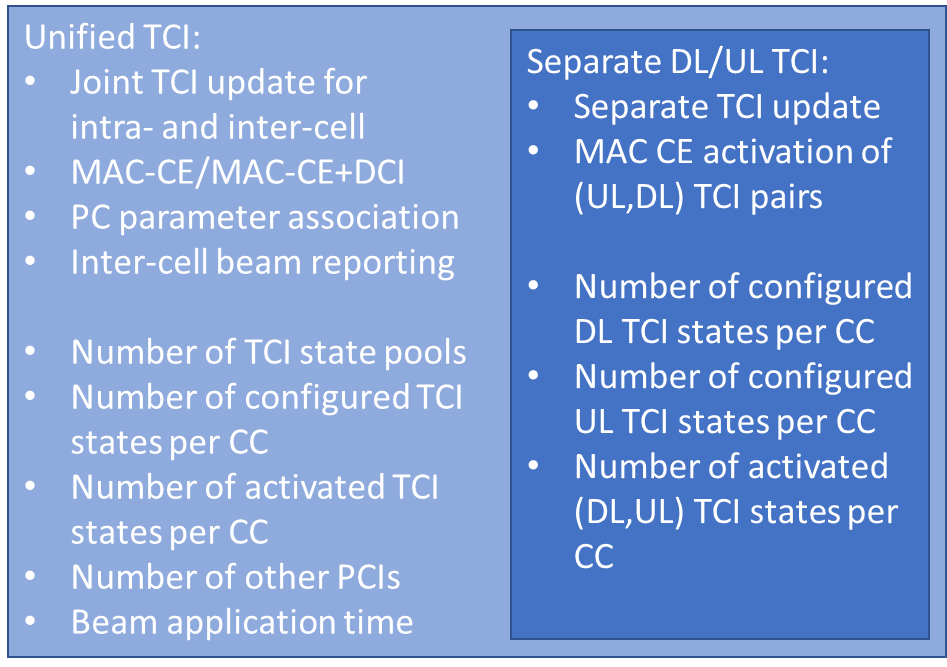 Unified TCI:
• Joint TCI update for
intra- and inter-cell
• MAC-CE/MAC-CE+DCI
• PC parameter association
• Inter-cell beam reporting
• Number of TCI state pools
• Number of configured TCI
states per CC
• Number of activated TCI
states per CC
• Number of other PCIs
• Beam application time
Separate DL/UL TCI:
• Separate TCI update
• MAC CE activation of
(UL,DL) TCI pairs
• Number of configured
DL TCI states per CC
• Number of configured
UL TCI states per CC
• Number of activated
(DL,UL) TCI states per
CC